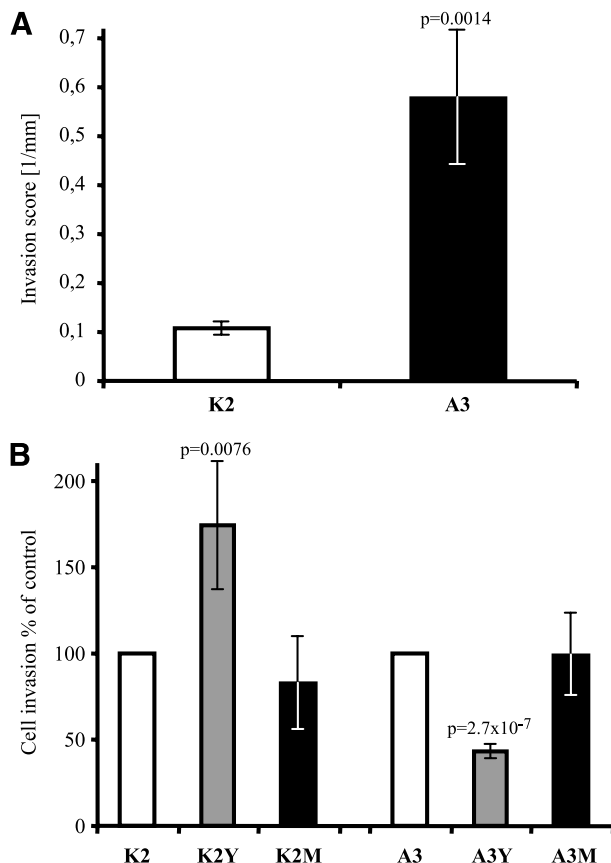 A
p=0.0014
0,7
0,6
0,5
0,4
0,3
0,2
0,1
0
Invasion score [1/mm]
K2 A3
B
p=0.0076
200
150
100
50
0
Cell invasion % of control
p=2.7x10⁻⁷
K2 K2Y K2M A3 A3Y A3M